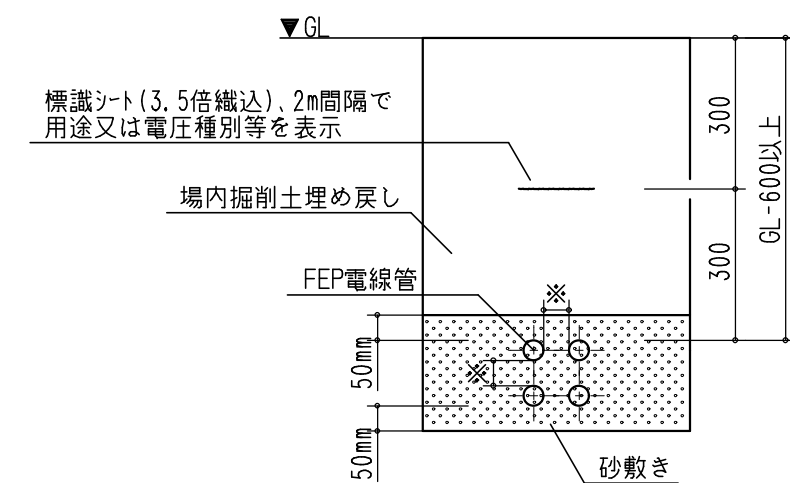 ▼GL
標識シート(3.5倍織込)、2m間隔で
用途又は電圧種別等を表示
300
GL-600以上
場内掘削土埋め戻し
300
FEP電線管
※
50mm
※
50mm
砂敷き